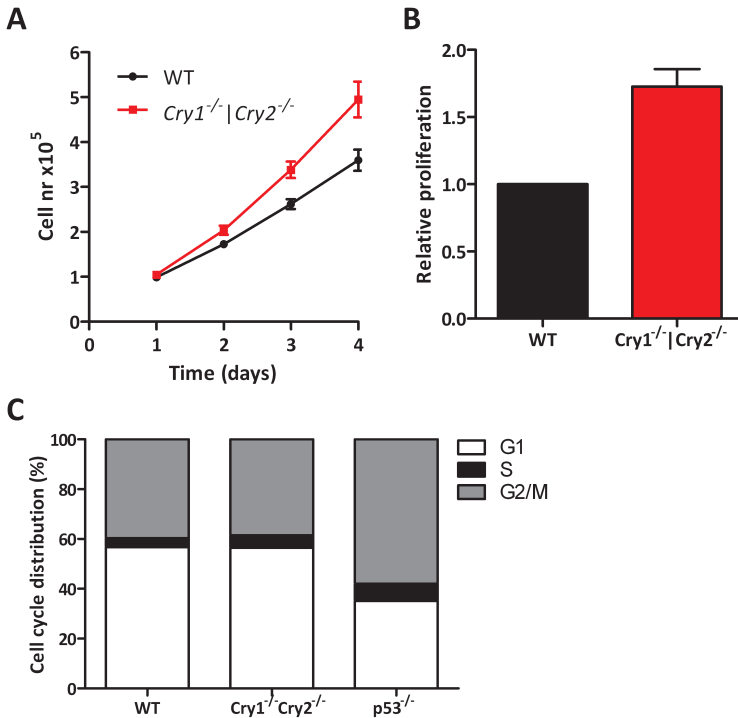 A
6
5
4
3
2
1
0
Cell nr x10⁵
WT
Cry1⁻/⁻|Cry2⁻/⁻
0 1 2 3 4
Time (days)
B
2.0
1.5
1.0
0.5
0.0
Relative proliferation
WT Cry1⁻/⁻|Cry2⁻/⁻
C
100
80
60
40
20
0
Cell cycle distribution (%)
WT Cry1⁻/⁻Cry2⁻/⁻ p53⁻/⁻
G1
S
G2/M